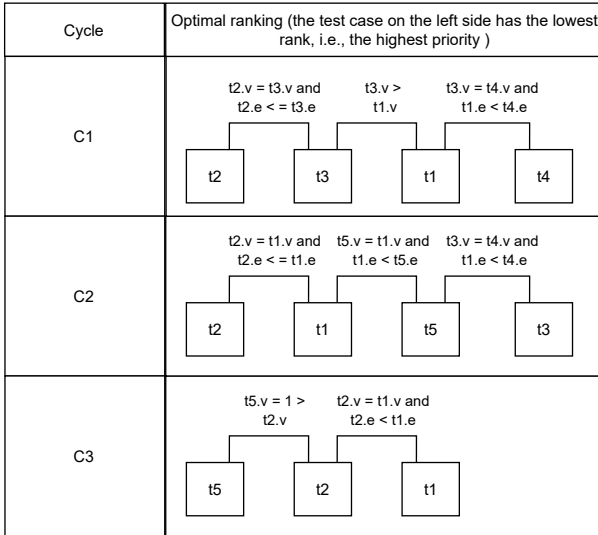 Cycle
Optimal ranking (the test case on the left side has the lowest
rank, i.e., the highest priority )
C1
t2.v = t3.v and
t2.e < = t3.e
t3.v >
t1.v
t3.v = t4.v and
t1.e < t4.e
t2
t3
t1
t4
C2
t2.v = t1.v and
t2.e < = t1.e
t5.v = t1.v and
t1.e < t5.e
t3.v = t4.v and
t1.e < t4.e
t2
t1
t5
t3
C3
t5.v = 1 >
t2.v
t2.v = t1.v and
t2.e < t1.e
t5
t2
t1